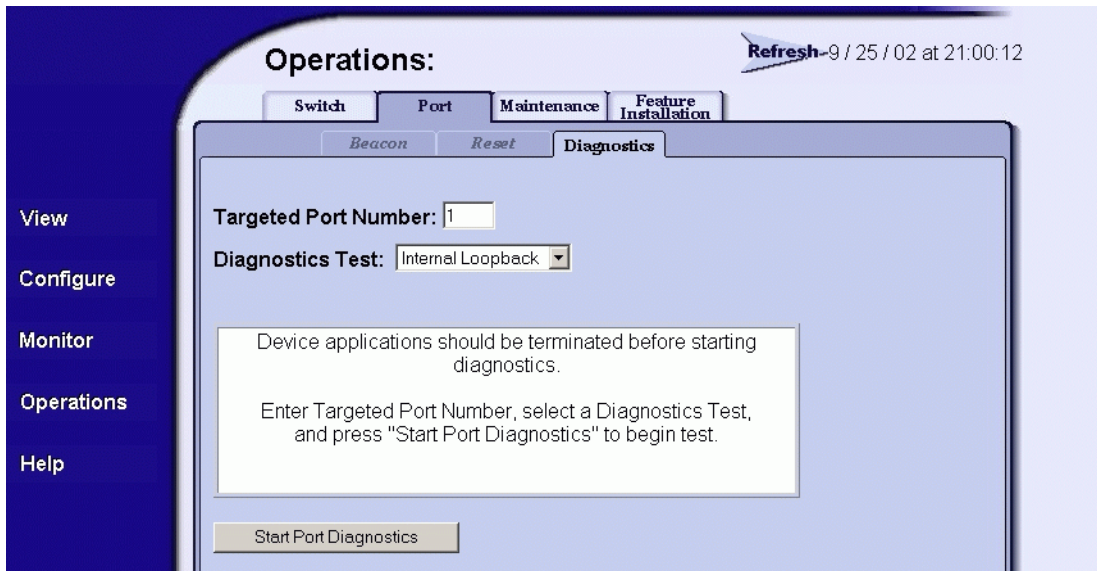 Operations:
Refresh-9 / 25 / 02 at 21:00:12
Switch
Port
Maintenance
Feature
Installation
Beacon
Reset
Diagnostics
View
Configure
Monitor
Operations
Help
Targeted Port Number: 1
Diagnostics Test: Internal Loopback
Device applications should be terminated before starting
diagnostics.
Enter Targeted Port Number, select a Diagnostics Test,
and press "Start Port Diagnostics" to begin test.
Start Port Diagnostics